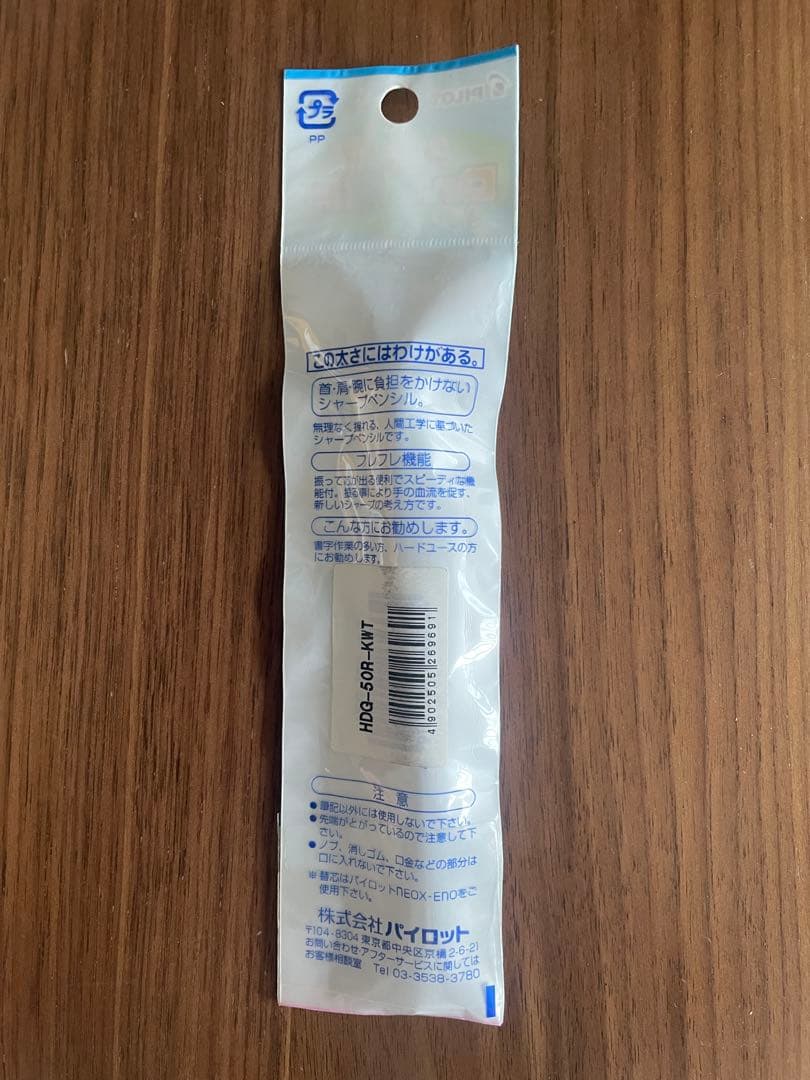 プラ
PP
この太さにはわけがある。
首・肩・腕に負担をかけない
シャープペンシル。
無理なく握れる、人間工学に基づいた
シャープペンシルです。
フレフレ機能
振って芯が出る便利でスピーディな機
能付。振る事により手の血流を促す、
新しいシャープの考え方です。
こんな方にお勧めします。
書字作業の多い方、ハードユースの方
にお勧めします。
HDG-50R-KWT
4902505269691
注意
●筆記以外には使用しないで下さい。
●先端がとがっているので注意して下
さい。
●ノブ、消しゴム、口金などの部分は
口に入れないで下さい。
※替芯はパイロットNEOX-ENOをご
使用下さい。
株式会社パイロット
〒104-8304 東京都中央区京橋2-6-21
お問い合わせ・アフターサービスに関しては
お客様相談室 Tel 03-3538-3780